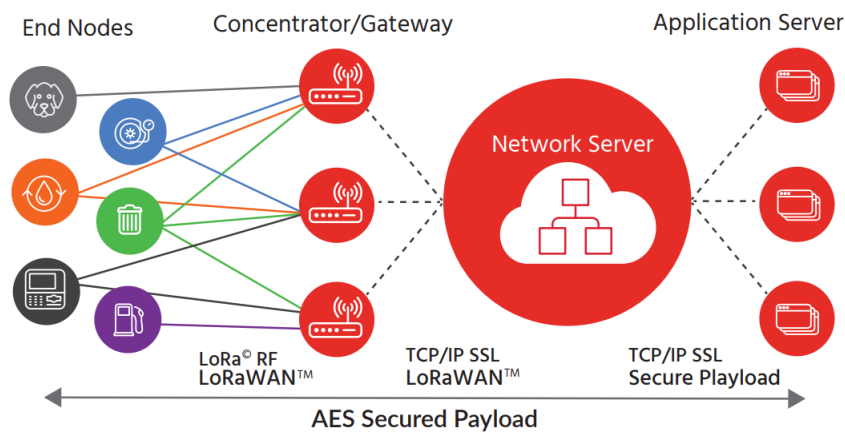 End Nodes
Concentrator/Gateway
Application Server
Network Server
LoRa© RF
LoRaWAN™
TCP/IP SSL
LoRaWAN™
TCP/IP SSL
Secure Playload
AES Secured Payload